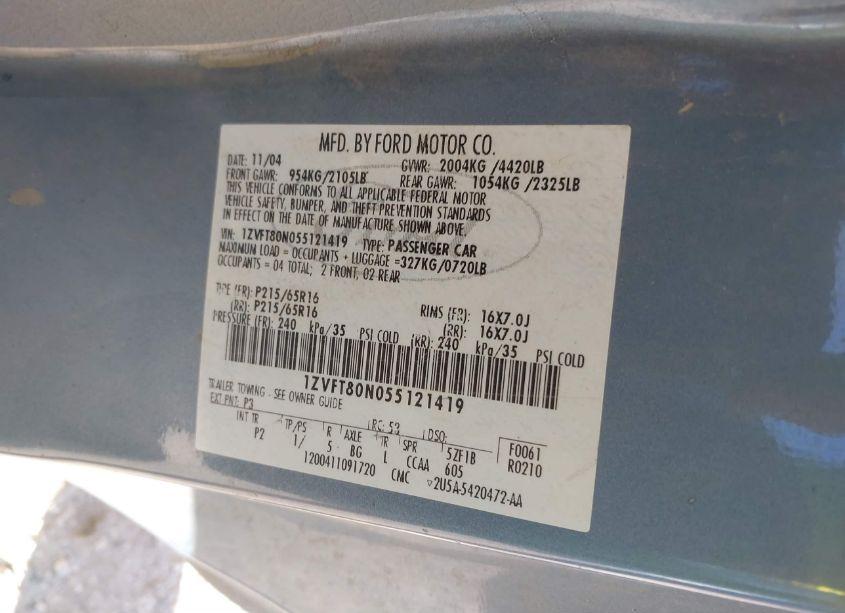 MFD. BY FORD MOTOR CO.
DATE: 11/04 GVWR: 2004KG /4420LB
FRONT GAWR: 954KG/2105LB REAR GAWR: 1054KG /2325LB
THIS VEHICLE CONFORMS TO ALL APPLICABLE FEDERAL MOTOR
VEHICLE SAFETY, BUMPER, AND THEFT PREVENTION STANDARDS
IN EFFECT ON THE DATE OF MANUFACTURE SHOWN ABOVE.
VIN: 1ZVFT80N055121419 TYPE: PASSENGER CAR
MAXIMUM LOAD = OCCUPANTS + LUGGAGE =327KG/0720LB
OCCUPANTS = 04 TOTAL; 2 FRONT, 02 REAR
TYPE (FR): P215/65R16 RIMS (FR): 16X7.0J
(RR): P215/65R16 (RR): 16X7.0J
PRESSURE (FR): 240 kPa/35 PSI COLD (RR): 240 kPa/35 PSI COLD
1ZVFT80N055121419
TRAILER TOWING - SEE OWNER GUIDE
EXT PNT: P3 RC: 53 DSO: F0061
INT TR TP/PS R AXLE TR SPR 5ZF1B R0210
P2 1/ 5 BG L CCAA 605
1200411091720 CMC ▿2U5A-5420472-AA